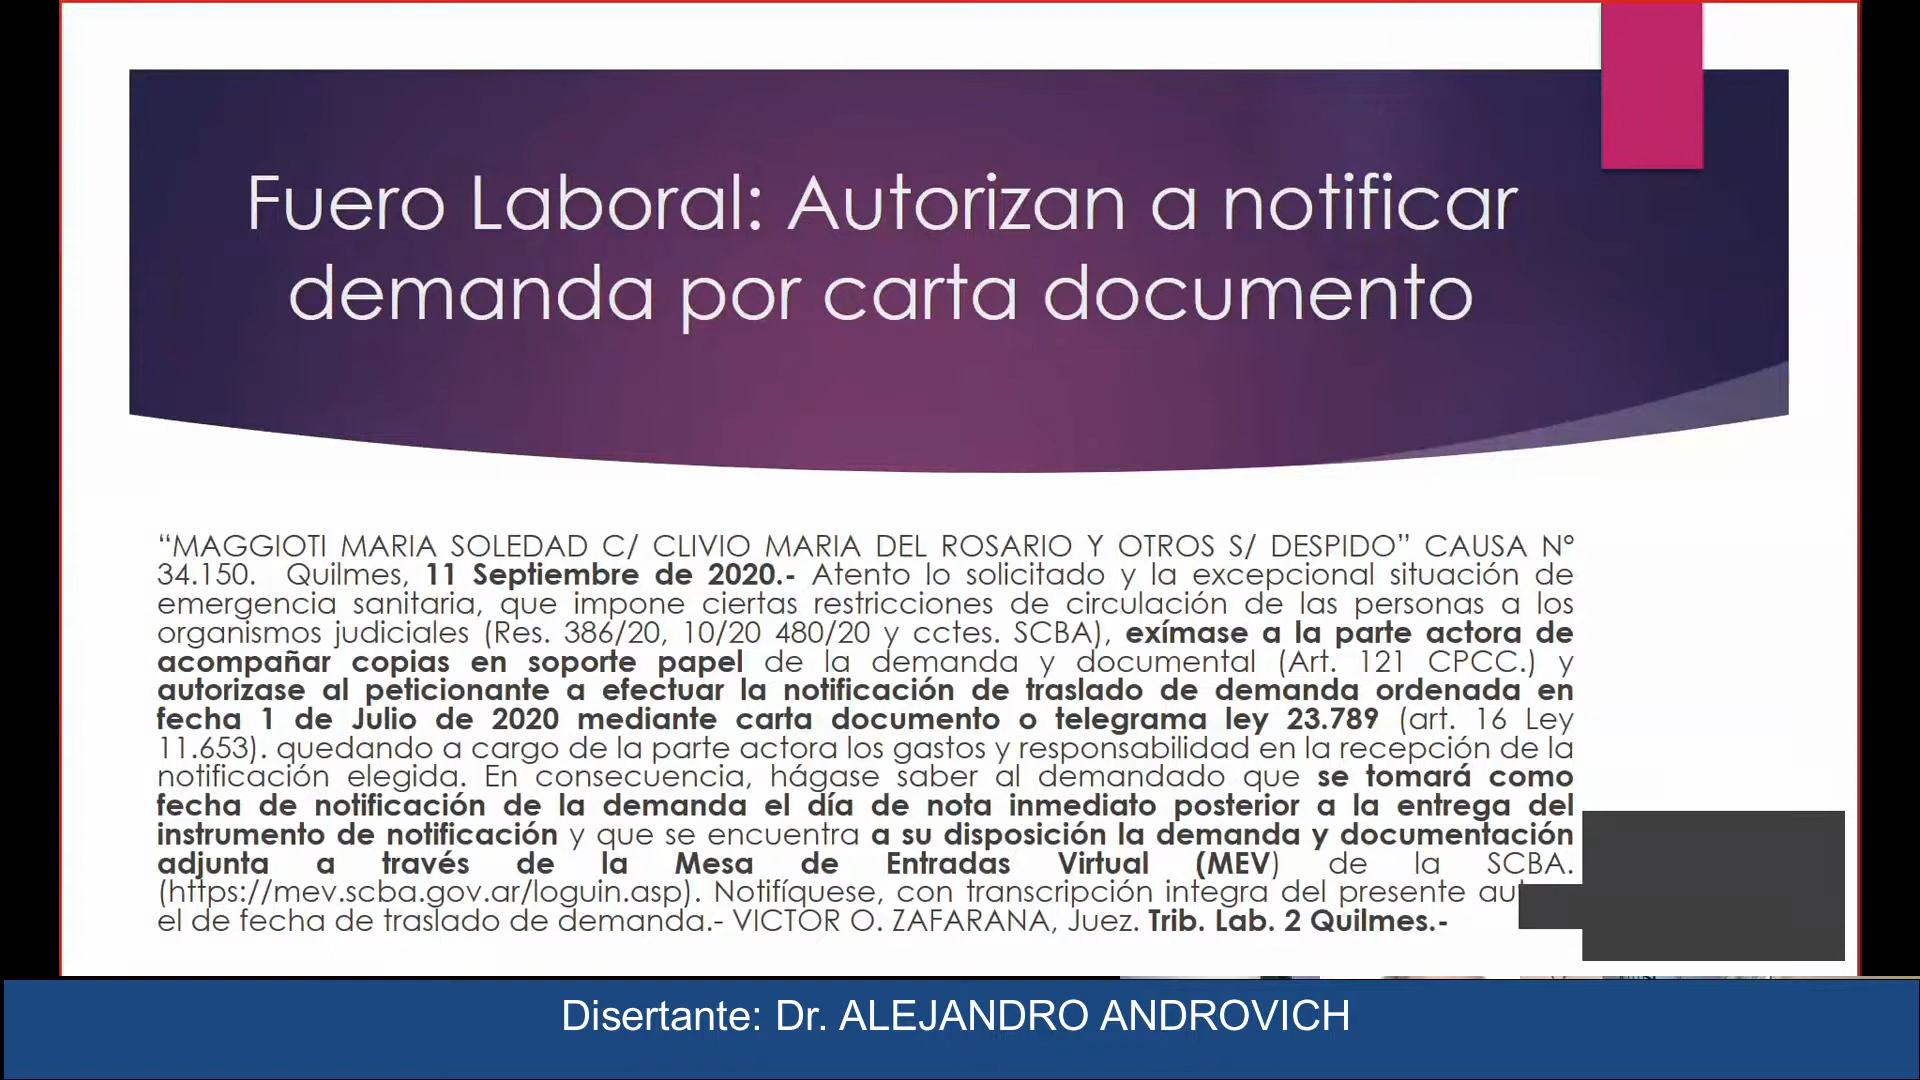 Fuero Laboral: Autorizan a notificar
demanda por carta documento
“MAGGIOTI MARIA SOLEDAD C/ CLIVIO MARIA DEL ROSARIO Y OTROS S/ DESPIDO” CAUSA Nº
34.150. Quilmes, 11 Septiembre de 2020.- Atento lo solicitado y la excepcional situación de
emergencia sanitaria, que impone ciertas restricciones de circulación de las personas a los
organismos judiciales (Res. 386/20, 10/20 480/20 y cctes. SCBA), exímase a la parte actora de
acompañar copias en soporte papel de la demanda y documental (Art. 121 CPCC.) y
autorizase al peticionante a efectuar la notificación de traslado de demanda ordenada en
fecha 1 de Julio de 2020 mediante carta documento o telegrama ley 23.789 (art. 16 Ley
11.653). quedando a cargo de la parte actora los gastos y responsabilidad en la recepción de la
notificación elegida. En consecuencia, hágase saber al demandado que se tomará como
fecha de notificación de la demanda el día de nota inmediato posterior a la entrega del
instrumento de notificación y que se encuentra a su disposición la demanda y documentación
adjunta a través de la Mesa de Entradas Virtual (MEV) de la SCBA.
(https://mev.scba.gov.ar/loguin.asp). Notifíquese, con transcripción integra del presente
el de fecha de traslado de demanda.- VICTOR O. ZAFARANA, Juez. Trib. Lab. 2 Quilmes.-
Disertante: Dr. ALEJANDRO ANDROVICH